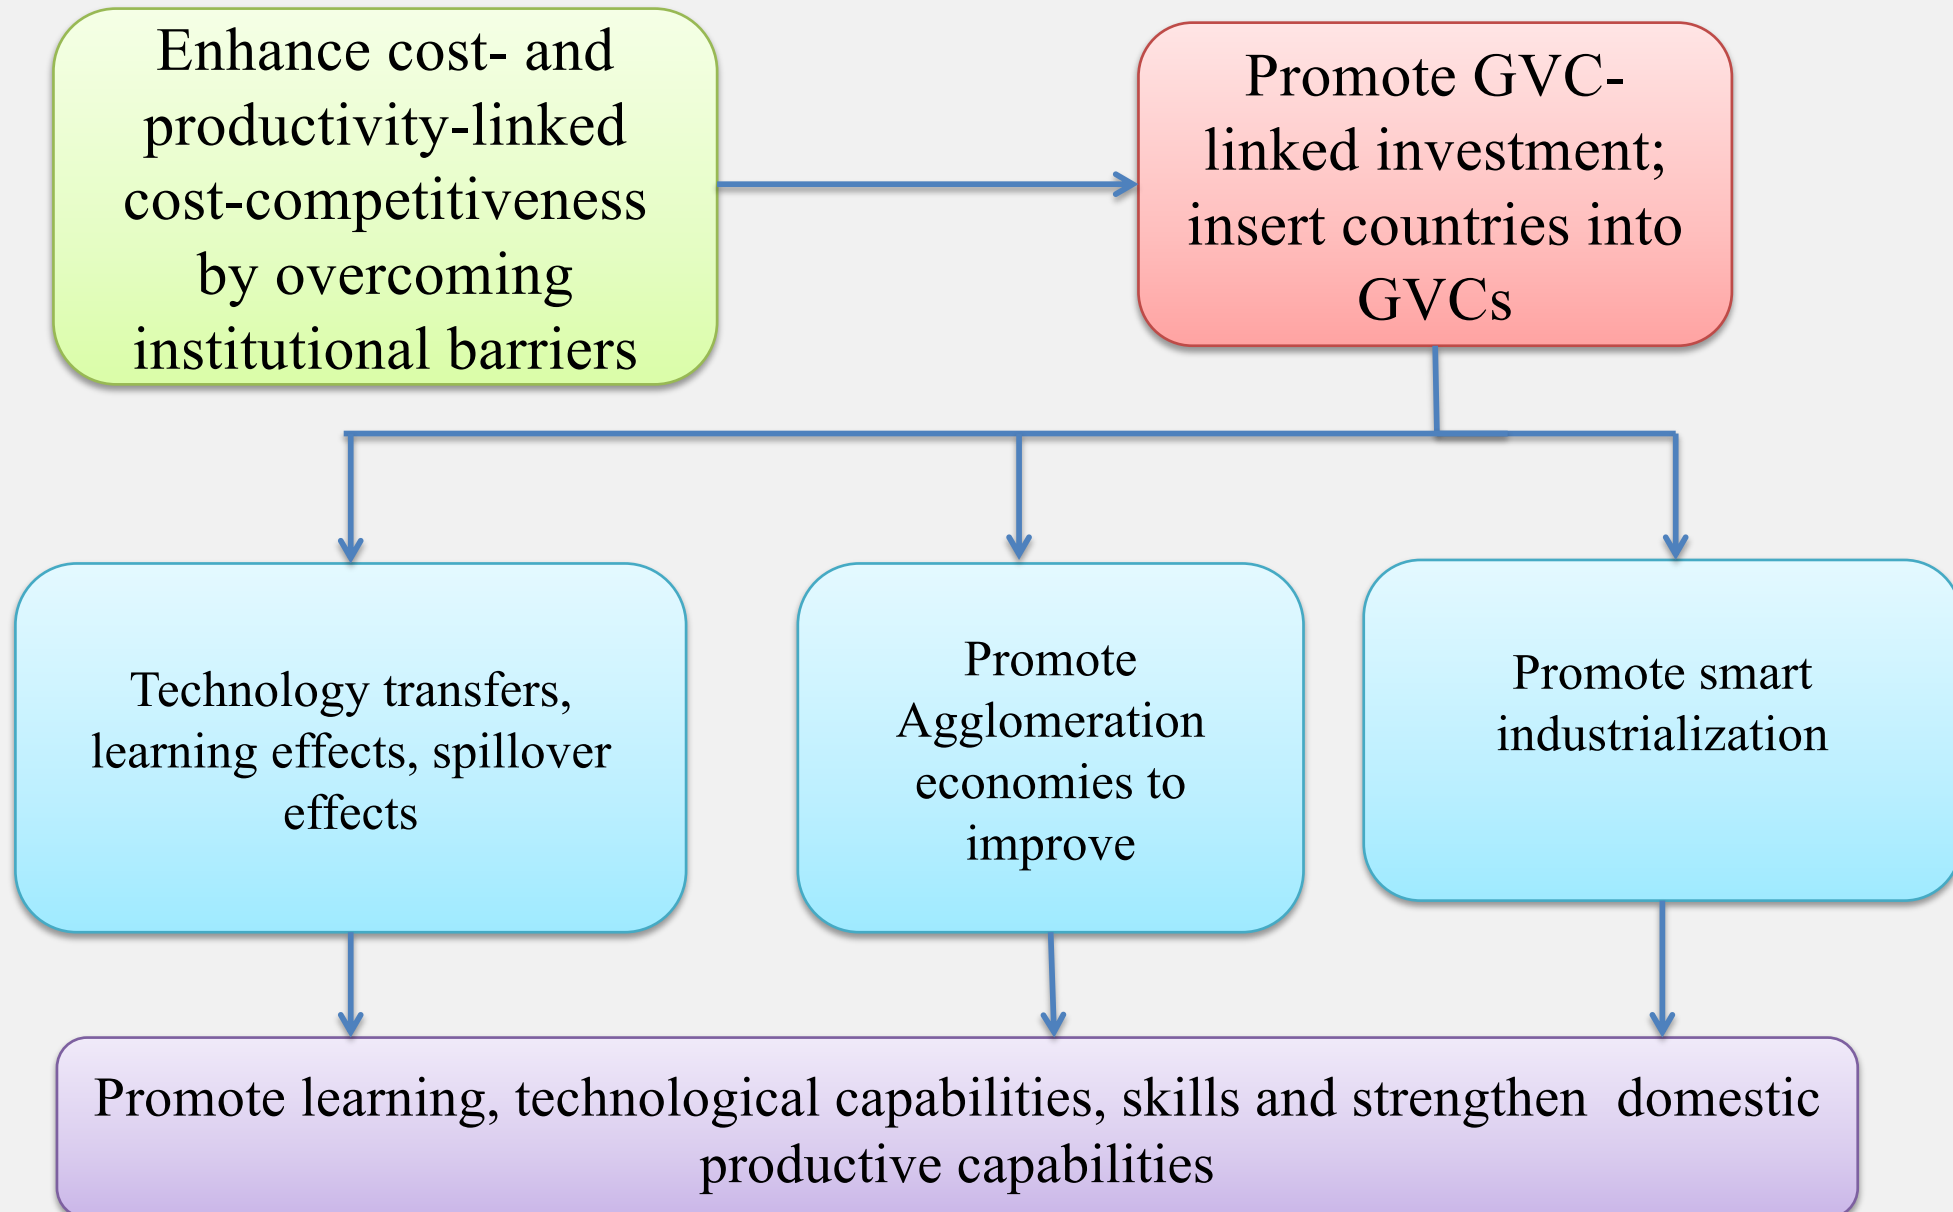 Enhance cost- and
productivity-linked
cost-competitiveness
by overcoming
institutional barriers
Promote GVC-
linked investment;
insert countries into
GVCs
Technology transfers,
learning effects, spillover
effects
Promote
Agglomeration
economies to
improve
Promote smart
industrialization
Promote learning, technological capabilities, skills and strengthen  domestic
productive capabilities